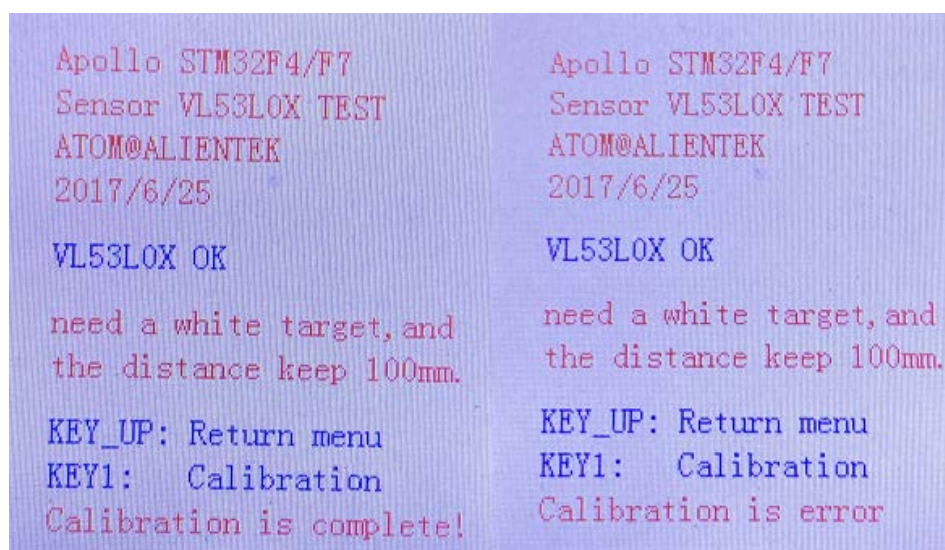 Apollo STM32F4/F7
Sensor VL53L0X TEST
ATOM@ALIENTEK
2017/6/25
VL53L0X OK
need a white target,and
the distance keep 100mm.
KEY_UP: Return menu
KEY1: Calibration
Calibration is complete!
Apollo STM32F4/F7
Sensor VL53L0X TEST
ATOM@ALIENTEK
2017/6/25
VL53L0X OK
need a white target,and
the distance keep 100mm.
KEY_UP: Return menu
KEY1: Calibration
Calibration is error